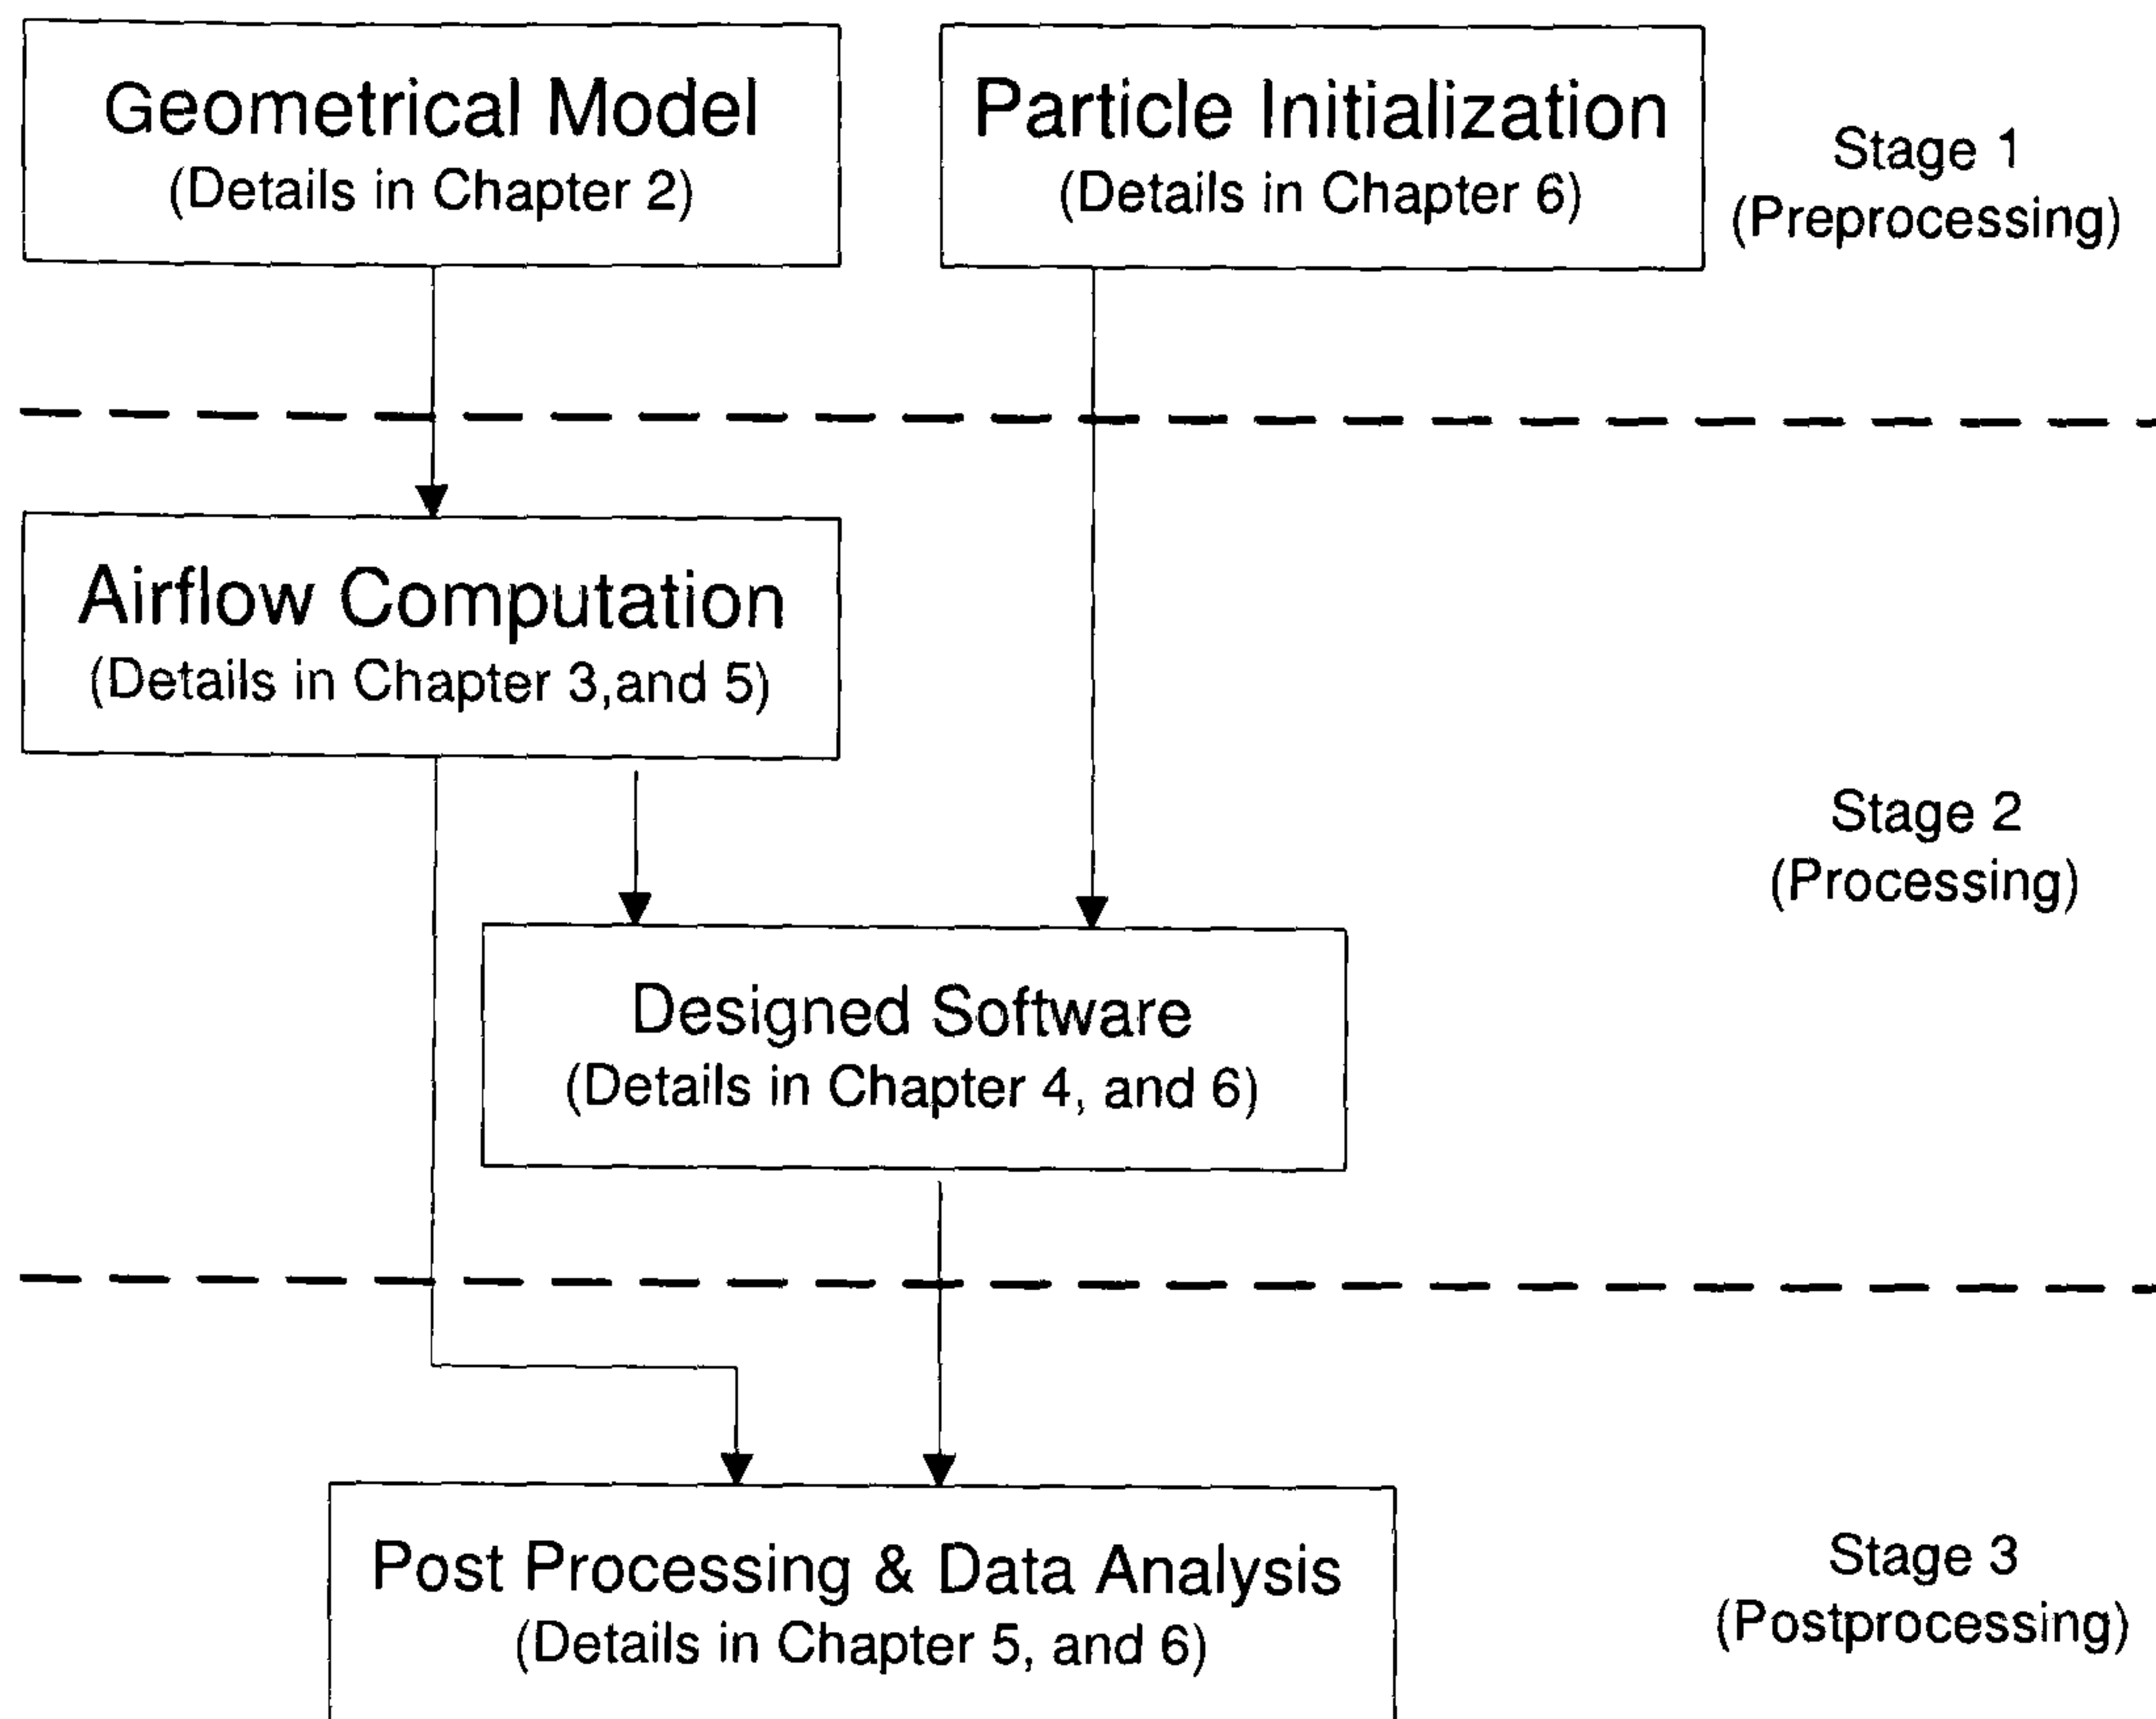 Geometrical Model
(Details in Chapter 2)
Particle Initialization
(Details in Chapter 6)
Stage 1
(Preprocessing)
Airflow Computation
(Details in Chapter 3,and 5)
Stage 2
(Processing)
Designed Software
(Details in Chapter 4, and 6)
Post Processing & Data Analysis
(Details in Chapter 5, and 6)
Stage 3
(Postprocessing)